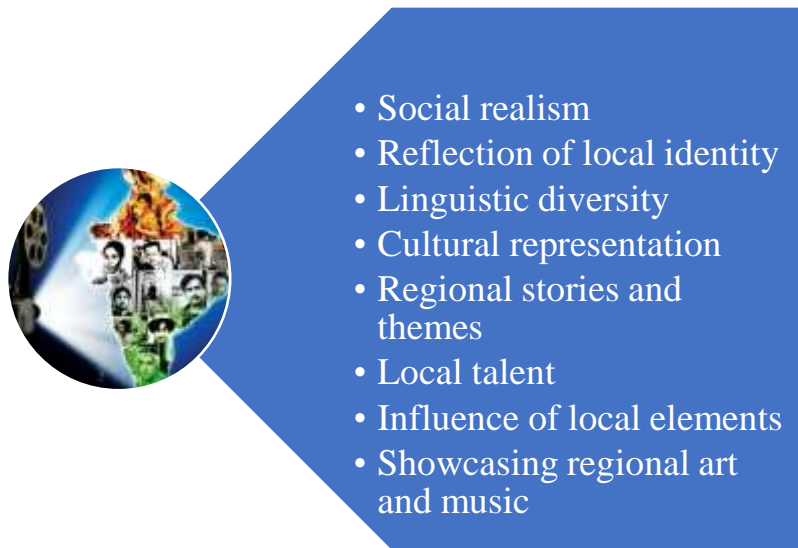 • Social realism
• Reflection of local identity
• Linguistic diversity
• Cultural representation
• Regional stories and
themes
• Local talent
• Influence of local elements
• Showcasing regional art
and music